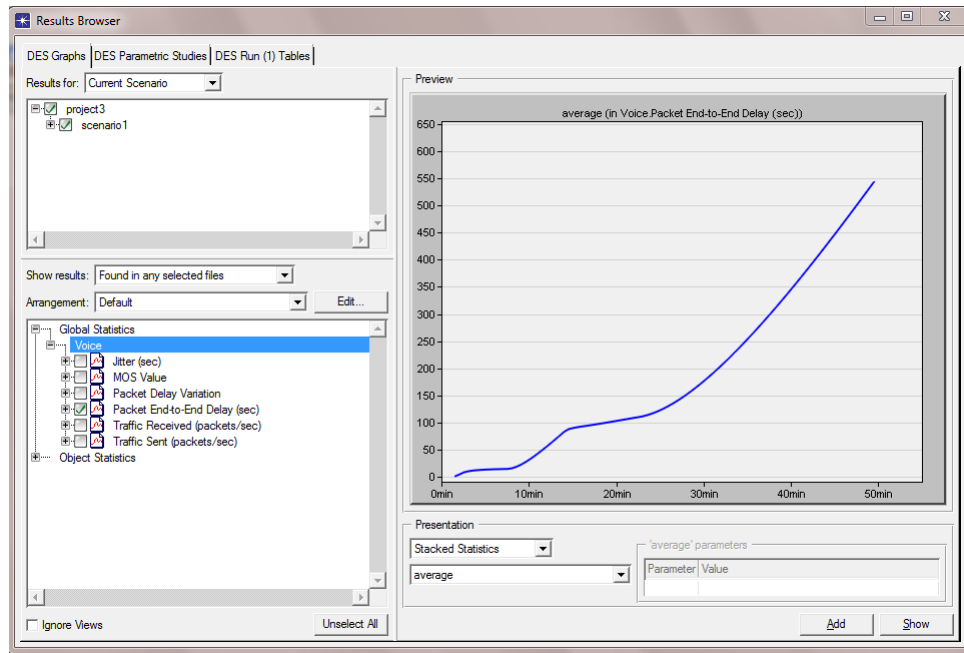 Results Browser
DES Graphs DES Parametric Studies DES Run (1) Tables
Results for: Current Scenario
project3
scenario1
Show results: Found in any selected files
Arrangement: Default Edit...
Global Statistics
Voice
Jitter (sec)
MOS Value
Packet Delay Variation
Packet End-to-End Delay (sec)
Traffic Received (packets/sec)
Traffic Sent (packets/sec)
Object Statistics
Ignore Views Unselect All
Preview
average (in Voice.Packet End-to-End Delay (sec))
650
600
550
500
450
400
350
300
250
200
150
100
50
0
0min 10min 20min 30min 40min 50min
Presentation
Stacked Statistics
average
'average' parameters
Parameter Value
Add Show